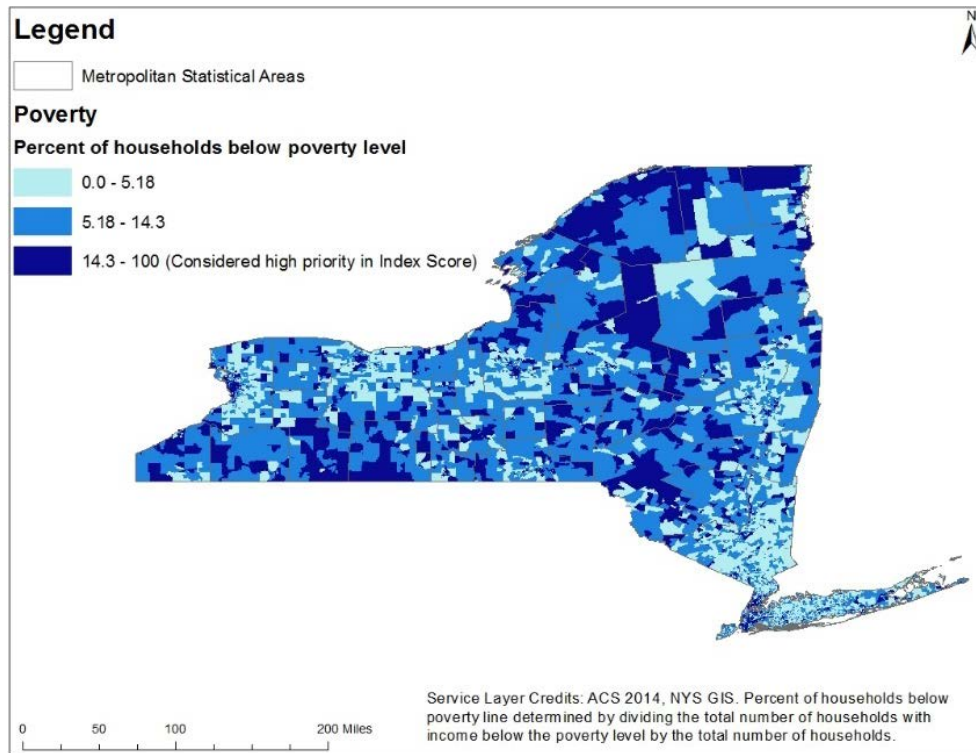 Legend
N
Metropolitan Statistical Areas
Poverty
Percent of households below poverty level
0.0 - 5.18
5.18 - 14.3
14.3 - 100 (Considered high priority in Index Score)
Service Layer Credits: ACS 2014, NYS GIS. Percent of households below
poverty line determined by dividing the total number of households with
income below the poverty level by the total number of households.
0 50 100 200 Miles